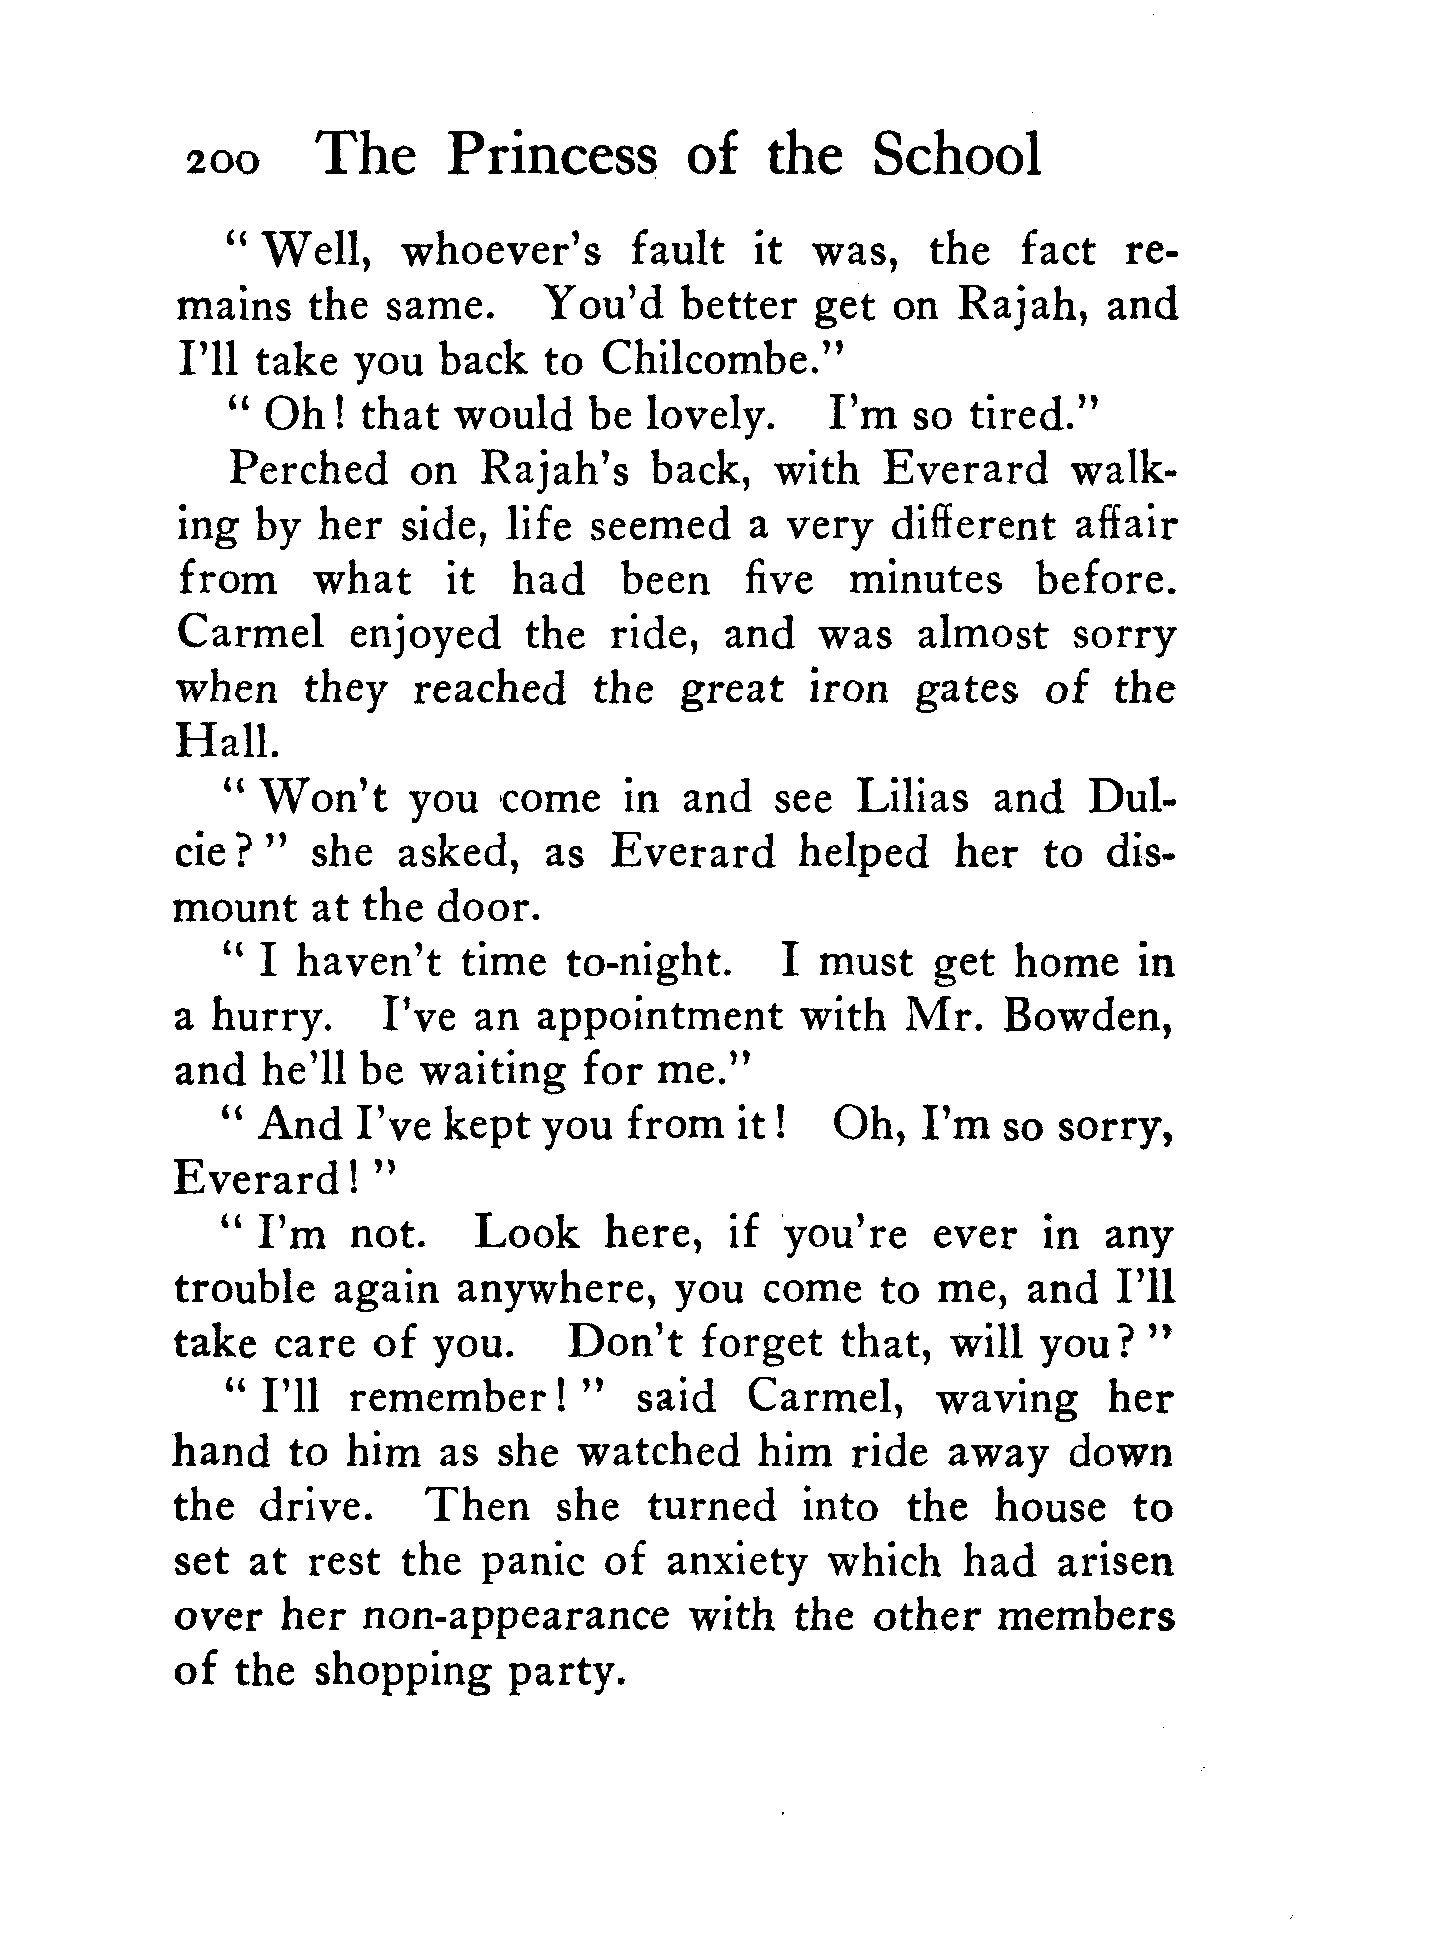 200 The Princess of the School
" Well, whoever's fault it was, the fact re-
mains the same. You'd better get on Rajah, and
I'll take you back to Chilcombe."
" Oh! that would be lovely. I'm so tired."
Perched on Rajah's back, with Everard walk-
ing by her side, life seemed a very different affair
from what it had been five minutes before.
Carmel enjoyed the ride, and was almost sorry
when they reached the great iron gates of the
Hall.
" Won't you come in and see Lilias and Dul-
cie? " she asked, as Everard helped her to dis-
mount at the door.
" I haven't time to-night. I must get home in
a hurry. I've an appointment with Mr. Bowden,
and he'll be waiting for me."
" And I've kept you from it! Oh, I'm so sorry,
Everard! "
" I'm not. Look here, if you're ever in any
trouble again anywhere, you come to me, and I'll
take care of you. Don't forget that, will you? "
" I'll remember! " said Carmel, waving her
hand to him as she watched him ride away down
the drive. Then she turned into the house to
set at rest the panic of anxiety which had arisen
over her non-appearance with the other members
of the shopping party.